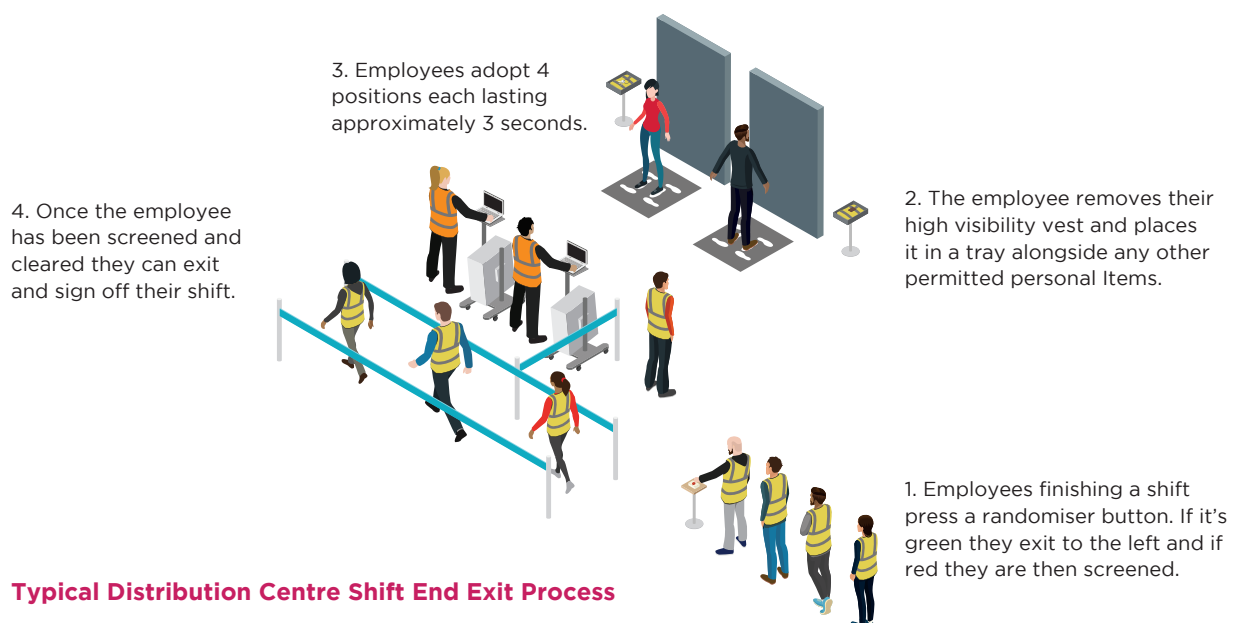 3. Employees adopt 4
positions each lasting
approximately 3 seconds.
4. Once the employee
has been screened and
cleared they can exit
and sign off their shift.
2. The employee removes their
high visibility vest and places
it in a tray alongside any other
permitted personal Items.
1. Employees finishing a shift
press a randomiser button. If it's
green they exit to the left and if
red they are then screened.
Typical Distribution Centre Shift End Exit Process